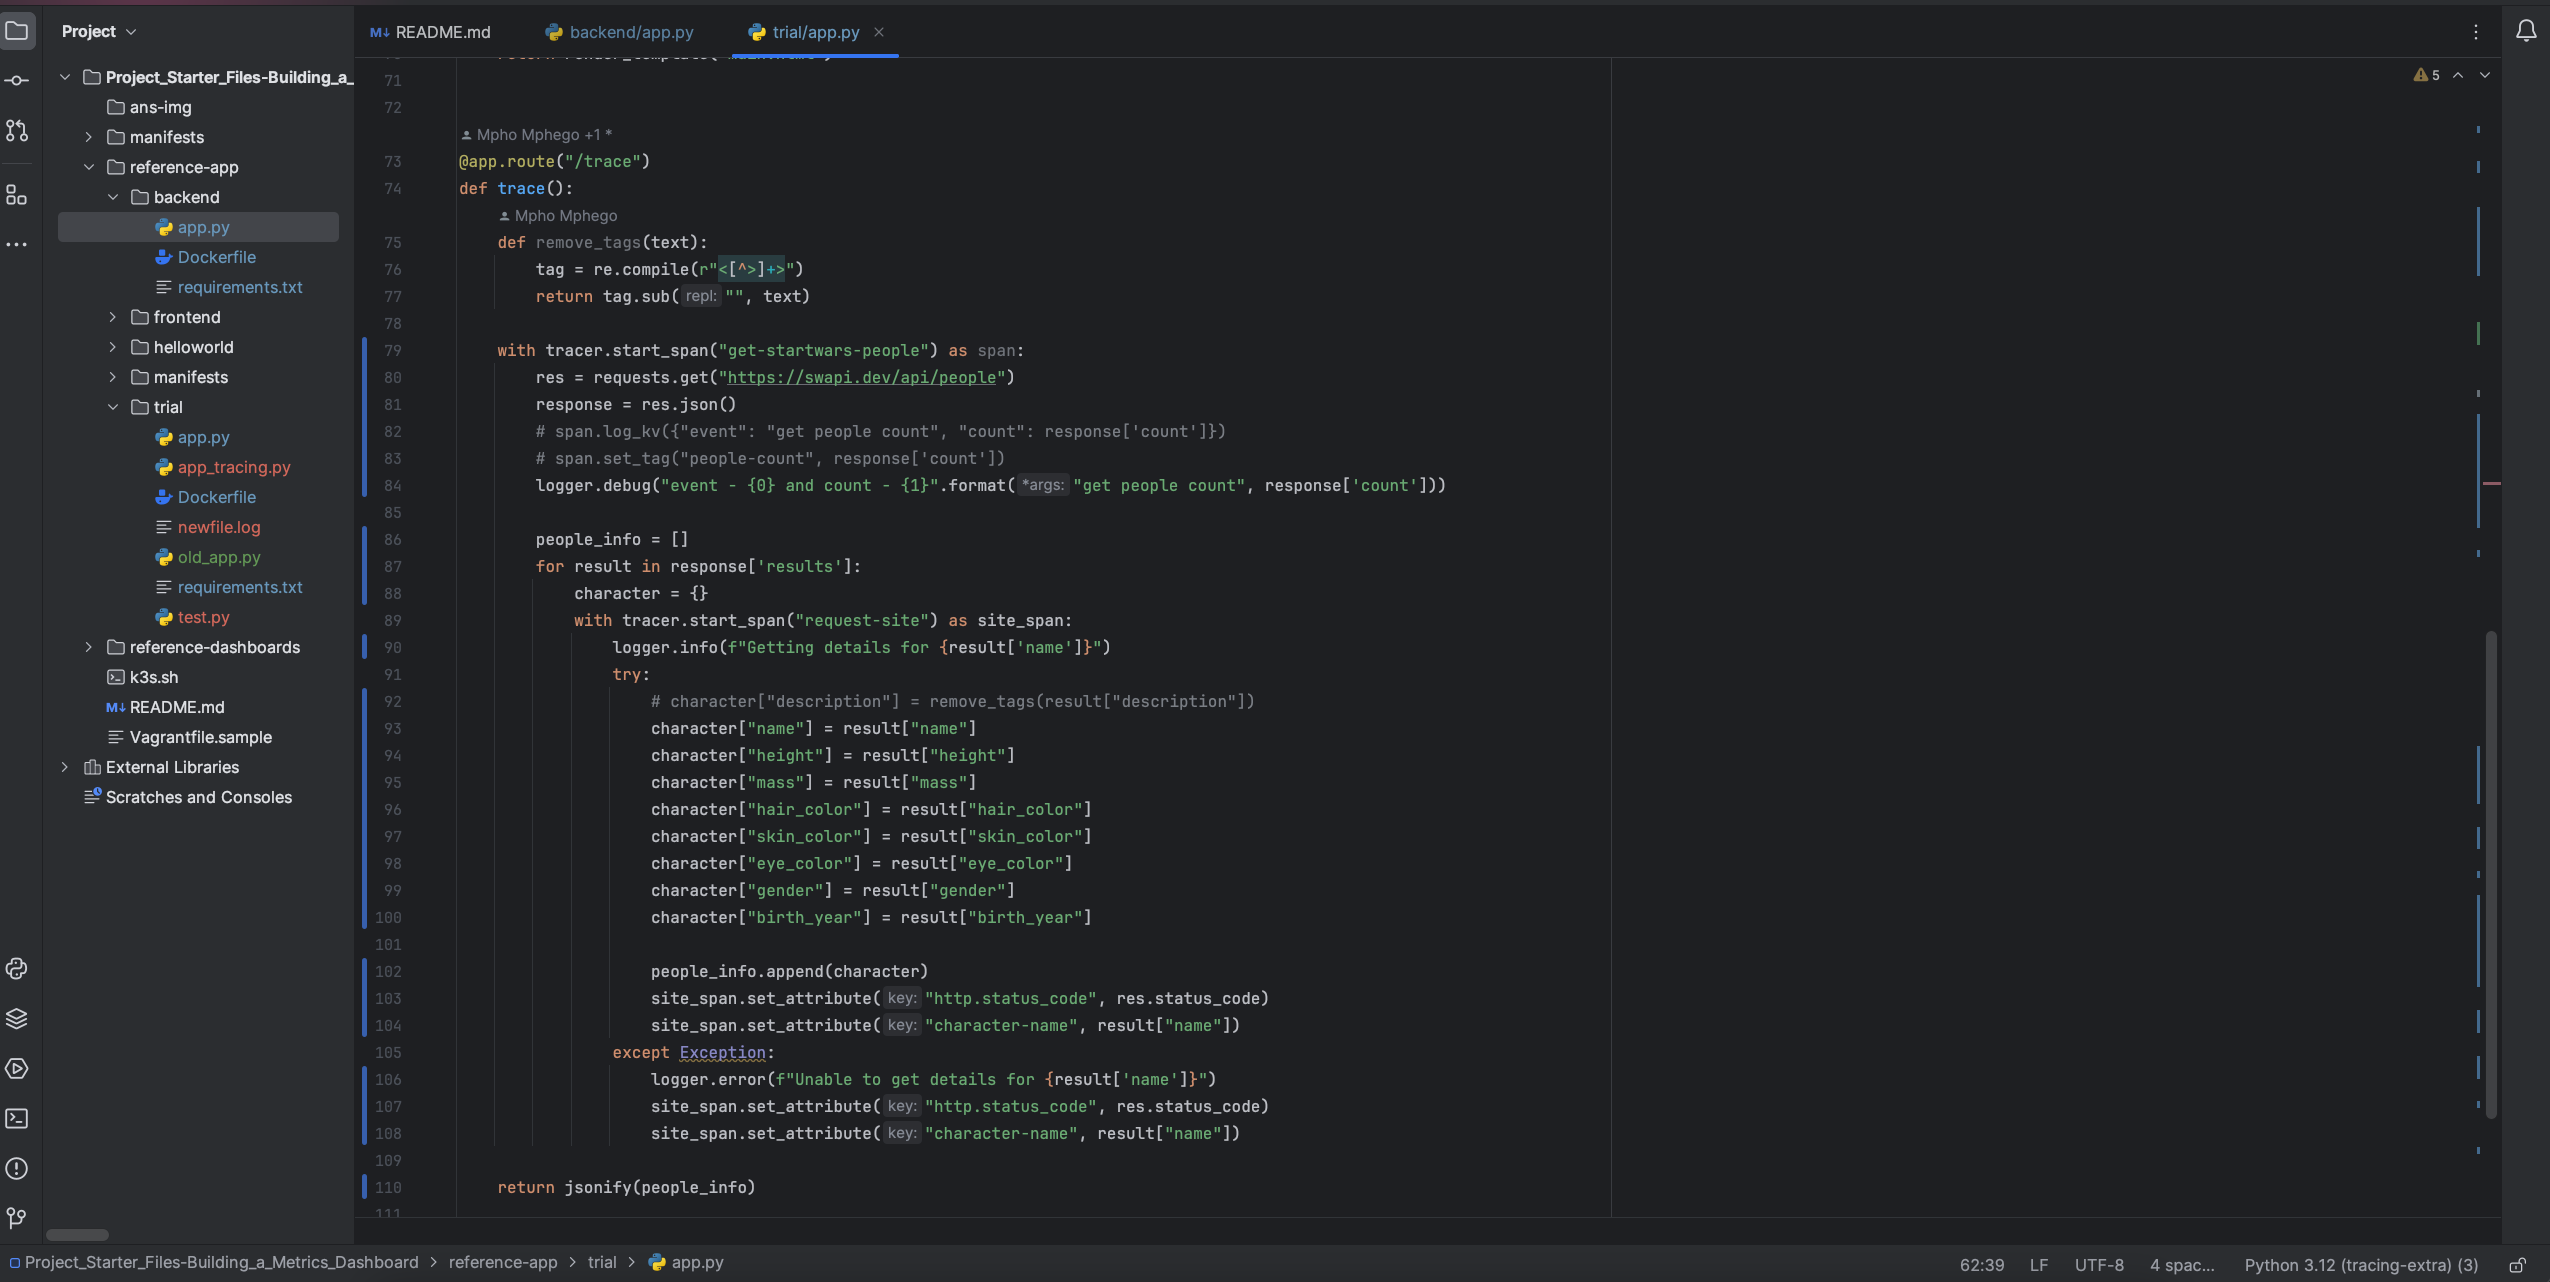 Project
Project_Starter_Files-Building_a_
ans-img
manifests
reference-app
backend
app.py
Dockerfile
requirements.txt
frontend
helloworld
manifests
trial
app.py
app_tracing.py
Dockerfile
newfile.log
old_app.py
requirements.txt
test.py
reference-dashboards
k3s.sh
README.md
Vagrantfile.sample
External Libraries
Scratches and Consoles
README.md
backend/app.py
trial/app.py
5
71
72
Mpho Mphego +1 *
73 @app.route("/trace")
74 def trace():
Mpho Mphego
75 def remove_tags(text):
76 tag = re.compile(r"<[^>]+>")
77 return tag.sub( repl: "", text)
78
79 with tracer.start_span("get-startwars-people") as span:
80 res = requests.get("https://swapi.dev/api/people")
81 response = res.json()
82 # span.log_kv({"event": "get people count", "count": response['count']})
83 # span.set_tag("people-count", response['count'])
84 logger.debug("event - {0} and count - {1}".format( *args: "get people count", response['count']))
85
86 people_info = []
87 for result in response['results']:
88 character = {}
89 with tracer.start_span("request-site") as site_span:
90 logger.info(f"Getting details for {result['name']}")
91 try:
92 # character["description"] = remove_tags(result["description"])
93 character["name"] = result["name"]
94 character["height"] = result["height"]
95 character["mass"] = result["mass"]
96 character["hair_color"] = result["hair_color"]
97 character["skin_color"] = result["skin_color"]
98 character["eye_color"] = result["eye_color"]
99 character["gender"] = result["gender"]
100 character["birth_year"] = result["birth_year"]
101
102 people_info.append(character)
103 site_span.set_attribute( key: "http.status_code", res.status_code)
104 site_span.set_attribute( key: "character-name", result["name"])
105 except Exception:
106 logger.error(f"Unable to get details for {result['name']}")
107 site_span.set_attribute( key: "http.status_code", res.status_code)
108 site_span.set_attribute( key: "character-name", result["name"])
109
110 return jsonify(people_info)
111
Project_Starter_Files-Building_a_Metrics_Dashboard > reference-app > trial > app.py
62:39 LF UTF-8 4 spac... Python 3.12 (tracing-extra) (3)